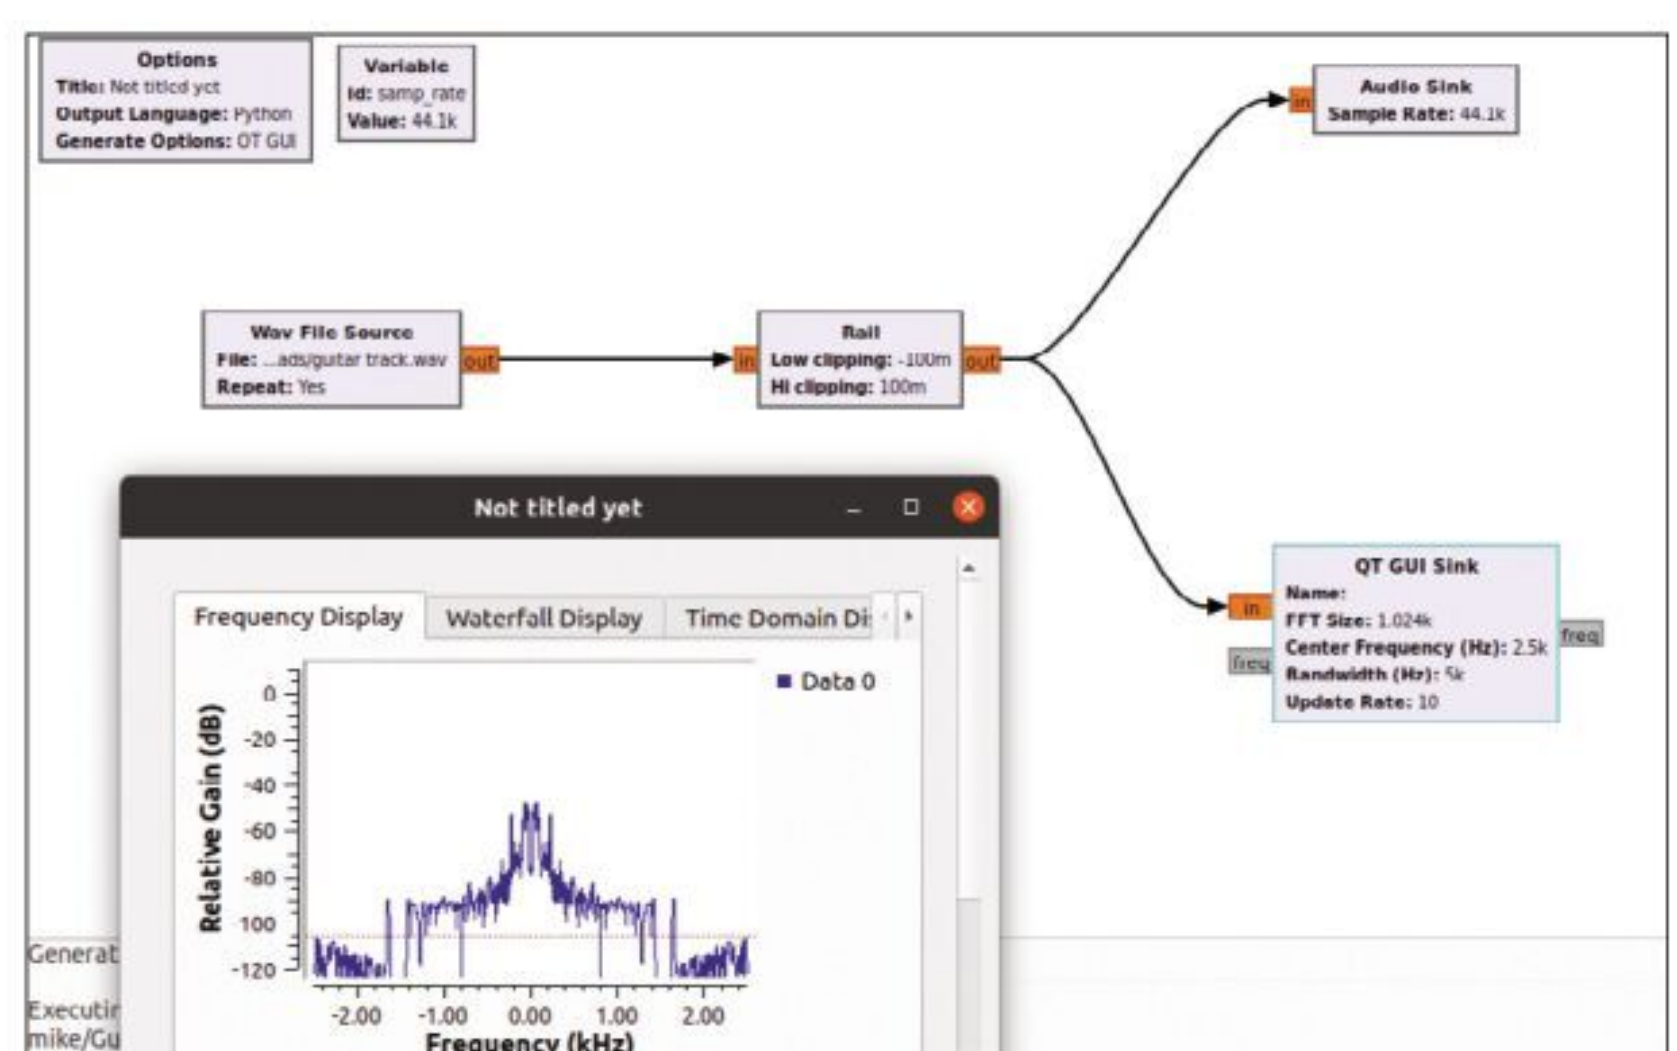 Options
Title: Not titled yet
Output Language: Python
Generate Options: QT GUI
Variable
Id: samp_rate
Value: 44.1k
Audio Sink
Sample Rate: 44.1k
in
Wav File Source
File: ...ads/guitar track.wav
Repeat: Yes
out
in
Rail
Low clipping: -100m
Hi clipping: 100m
out
Not titled yet
QT GUI Sink
Name:
FFT Size: 1.024k
Center Frequency (Hz): 2.5k
Bandwidth (Hz): 5k
Update Rate: 10
in
freq
freq
Frequency Display
Waterfall Display
Time Domain Dis
Data 0
Relative Gain (dB)
0
-20
-40
-60
-80
-100
-120
-2.00
-1.00
0.00
1.00
2.00
Frequency (kHz)
Generat
Executin
mike/Gu